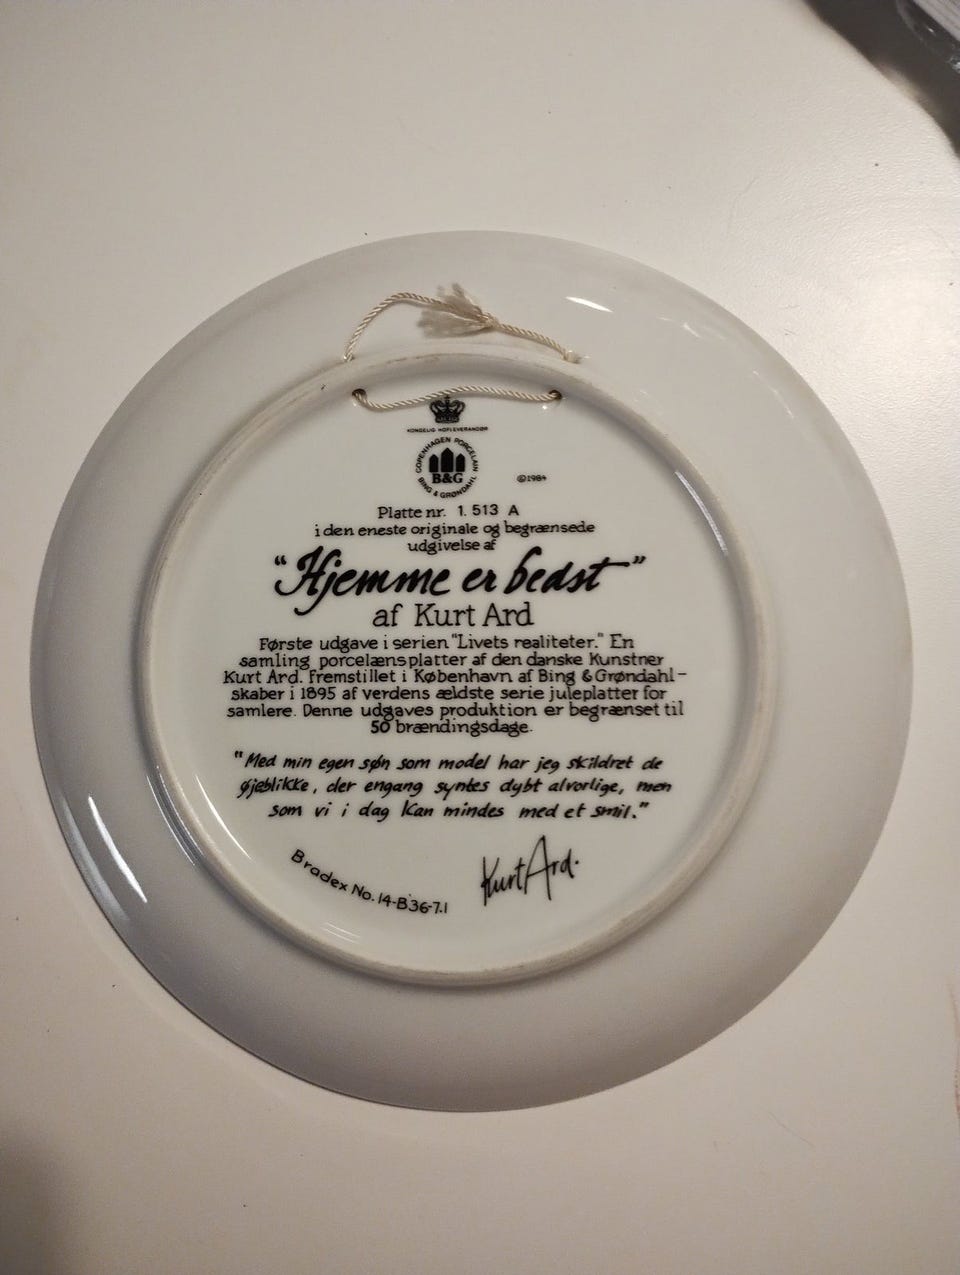 KONGELIG HOFLEVERANDØR
COPENHAGEN PORCELAIN
B&G
BING & GRØNDAHL
©1984
Platte nr. 1. 513 A
i den eneste originale og begrænsede
udgivelse af
"Hjemme er bedst"
af Kurt Ard
Første udgave i serien "Livets realiteter." En
samling porcelænsplatter af den danske Kunstner
Kurt Ard. Fremstillet i København af Bing & Grøndahl-
skaber i 1895 af verdens ældste serie juleplatter for
samlere. Denne udgaves produktion er begrænset til
50 brændingsdage.
"Med min egen søn som model har jeg skildret de
øjeblikke, der engang syntes dybt alvorlige, men
som vi i dag kan mindes med et smil."
Kurt Ard.
Bradex No. 14-B36-7.1